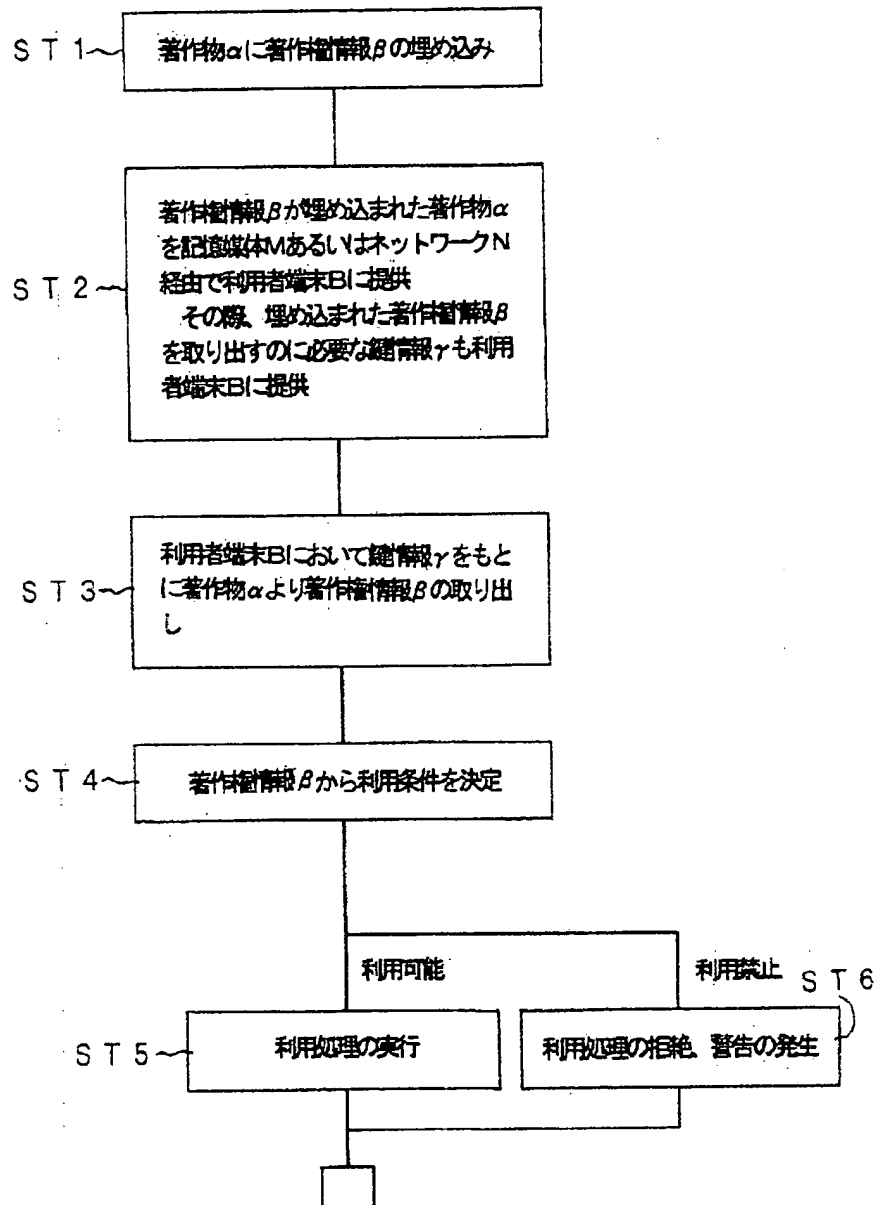 ST1 著作物αに著作権情報βの埋め込み
著作権情報βが埋め込まれた著作物α
を記憶媒体MあるいはネットワークN
ST2 経由で利用者端末Bに提供
その際、埋め込まれた著作権情報β
を取り出すのに必要な鍵情報γも利用
者端末Bに提供
利用者端末Bにおいて鍵情報γをもと
ST3 に著作物αより著作権情報βの取り出
し
ST4 著作権情報βから利用条件を決定
利用可能
利用禁止
ST6
ST5 利用処理の実行
利用処理の拒絶、警告の発生